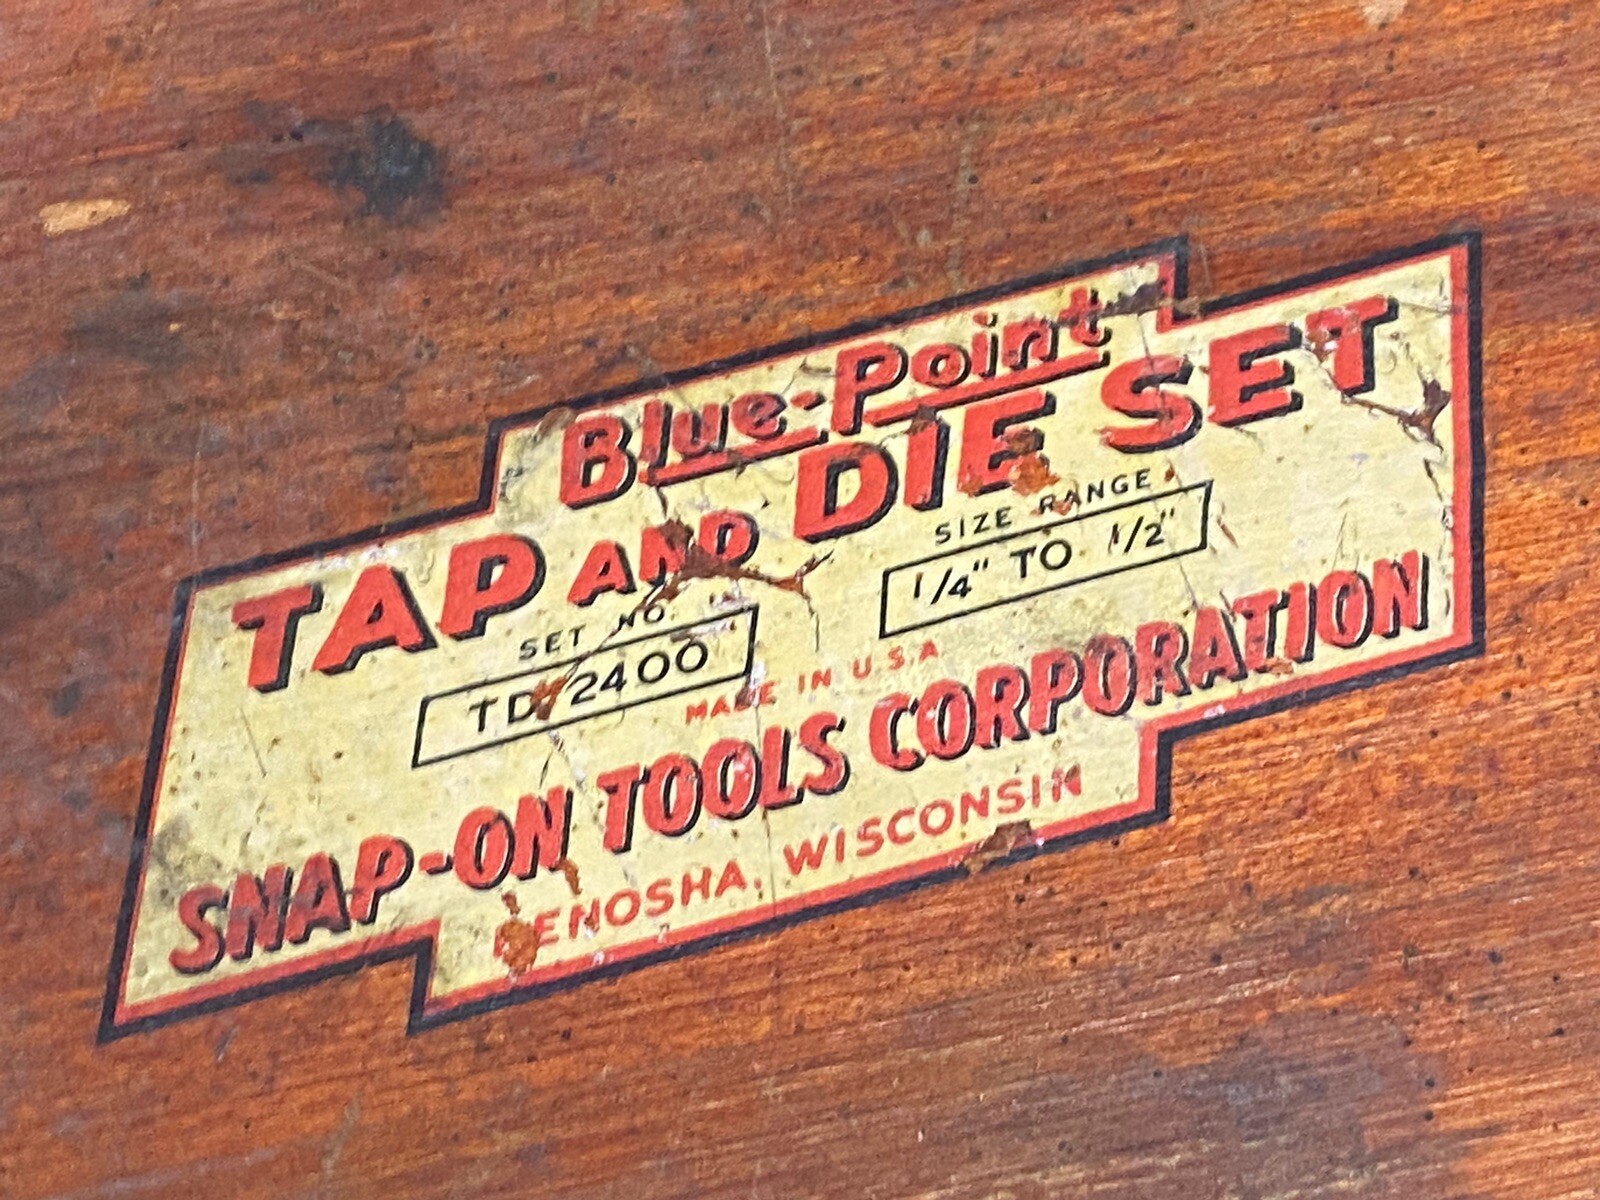 Blue-Point
TAP AND DIE SET
SET NO.
TD 2400
SIZE RANGE
1/4" TO 1/2"
MADE IN U.S.A
SNAP-ON TOOLS CORPORATION
KENOSHA, WISCONSIN